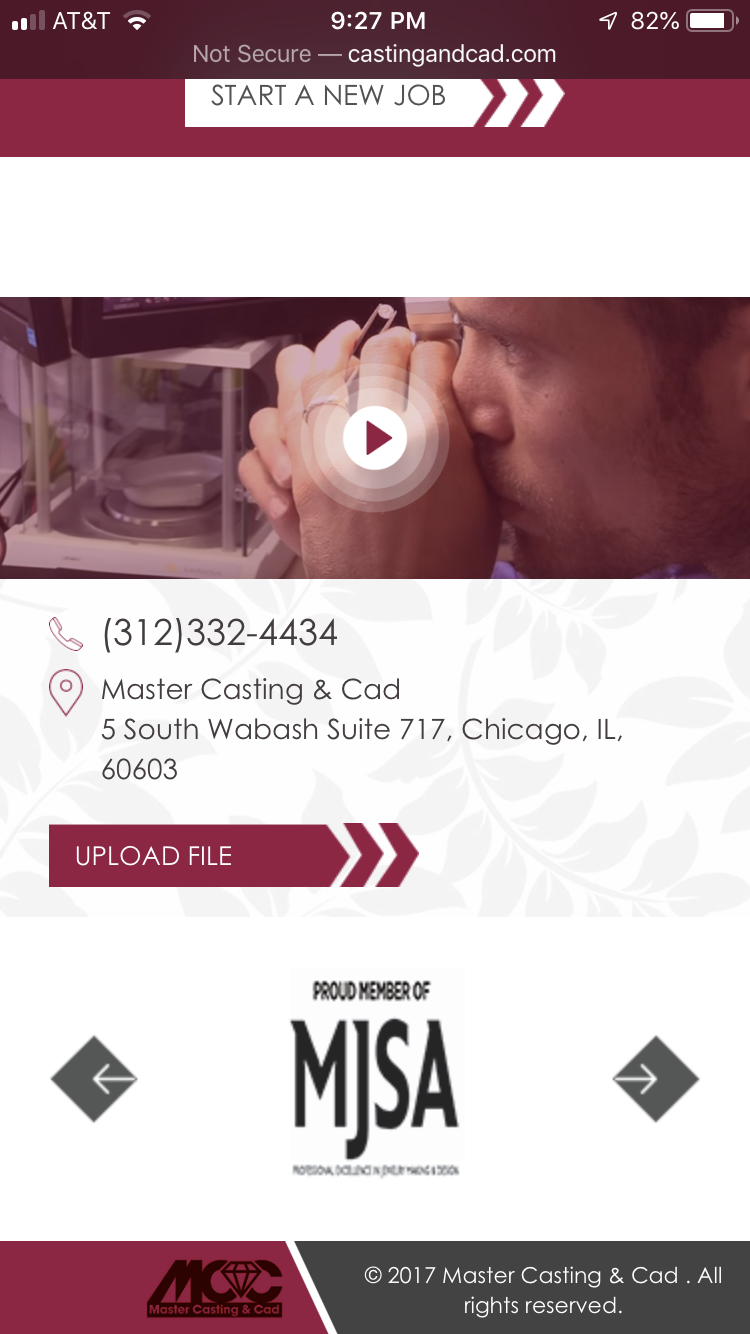 AT&T 9:27 PM 82%
Not Secure — castingandcad.com
START A NEW JOB
(312)332-4434
Master Casting & Cad
5 South Wabash Suite 717, Chicago, IL,
60603
UPLOAD FILE
PROUD MEMBER OF
MJSA
PROFESSIONAL EXCELLENCE IN JEWELRY MAKING & DESIGN
MCC
Master Casting & Cad
© 2017 Master Casting & Cad . All
rights reserved.